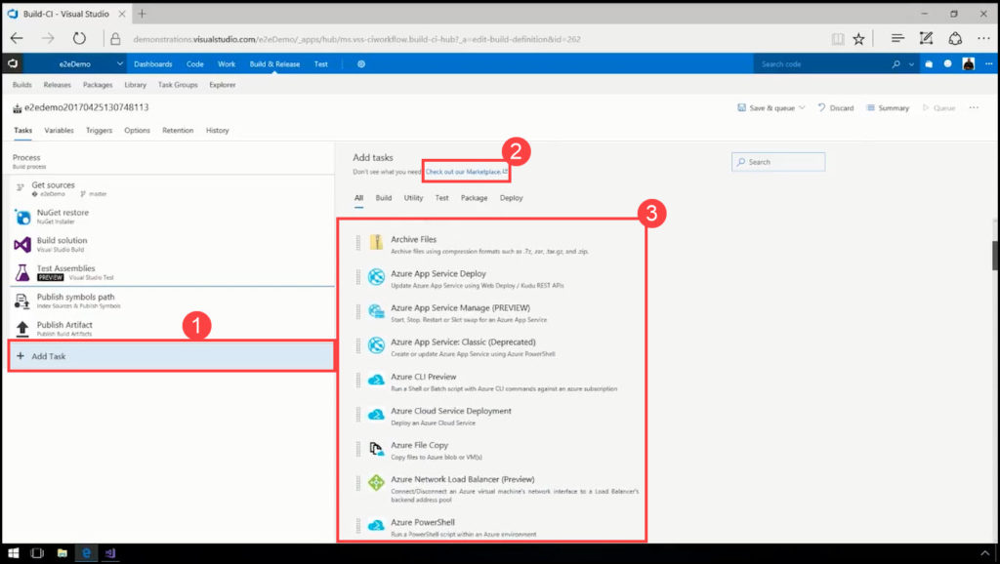 Build-CI - Visual Studio
demonstrations.visualstudio.com/e2eDemo/_apps/hub/ms.vss-ciworkflow.build-ci-hub?_a=edit-build-definition&id=262
e2eDemo Dashboards Code Work Build & Release Test Search code
Builds Releases Packages Library Task Groups Explorer
e2edemo20170425130748113 Save & queue Discard Summary Queue
Tasks Variables Triggers Options Retention History
Process
Build process
Get sources
e2eDemo master
NuGet restore
NuGet Installer
Build solution
Visual Studio Build
Test Assemblies
PREVIEW Visual Studio Test
Publish symbols path
Index Sources & Publish Symbols
Publish Artifact
Publish Build Artifacts
1
+ Add Task
Add tasks
2
Search
Don't see what you need Check out our Marketplace.
All Build Utility Test Package Deploy
3
Archive Files
Archive files using compression formats such as .7z, .rar, .tar.gz, and .zip.
Azure App Service Deploy
Update Azure App Service using Web Deploy / Kudu REST APIs
Azure App Service Manage (PREVIEW)
Start, Stop, Restart or Slot swap for an Azure App Service
Azure App Service: Classic (Deprecated)
Create or update Azure App Service using Azure PowerShell
Azure CLI Preview
Run a Shell or Batch script with Azure CLI commands against an azure subscription
Azure Cloud Service Deployment
Deploy an Azure Cloud Service
Azure File Copy
Copy files to Azure blob or VM(s)
Azure Network Load Balancer (Preview)
Connect/Disconnect an Azure virtual machine's network interface to a Load Balancer's
backend address pool
Azure PowerShell
Run a PowerShell script within an Azure environment